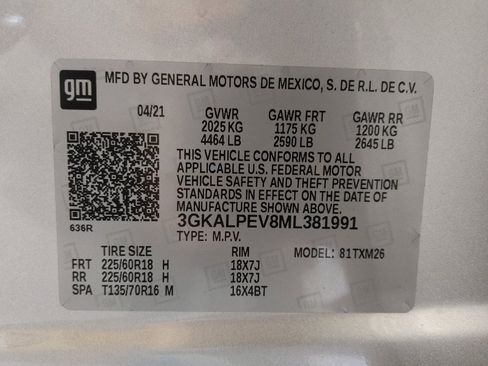 gm
MFD BY GENERAL MOTORS DE MEXICO, S. DE R.L. DE C.V.
04/21 GVWR GAWR FRT GAWR RR
2025 KG 1175 KG 1200 KG
4464 LB 2590 LB 2645 LB
THIS VEHICLE CONFORMS TO ALL
APPLICABLE U.S. FEDERAL MOTOR
VEHICLE SAFETY AND THEFT PREVENTION
STANDARDS IN EFFECT ON THE DATE OF
MANUFACTURE SHOWN ABOVE.
3GKALPEV8ML381991
636R
TYPE: M.P.V.
TIRE SIZE RIM MODEL: 81TXM26
FRT 225/60R18 H 18X7J
RR 225/60R18 H 18X7J
SPA T135/70R16 M 16X4BT